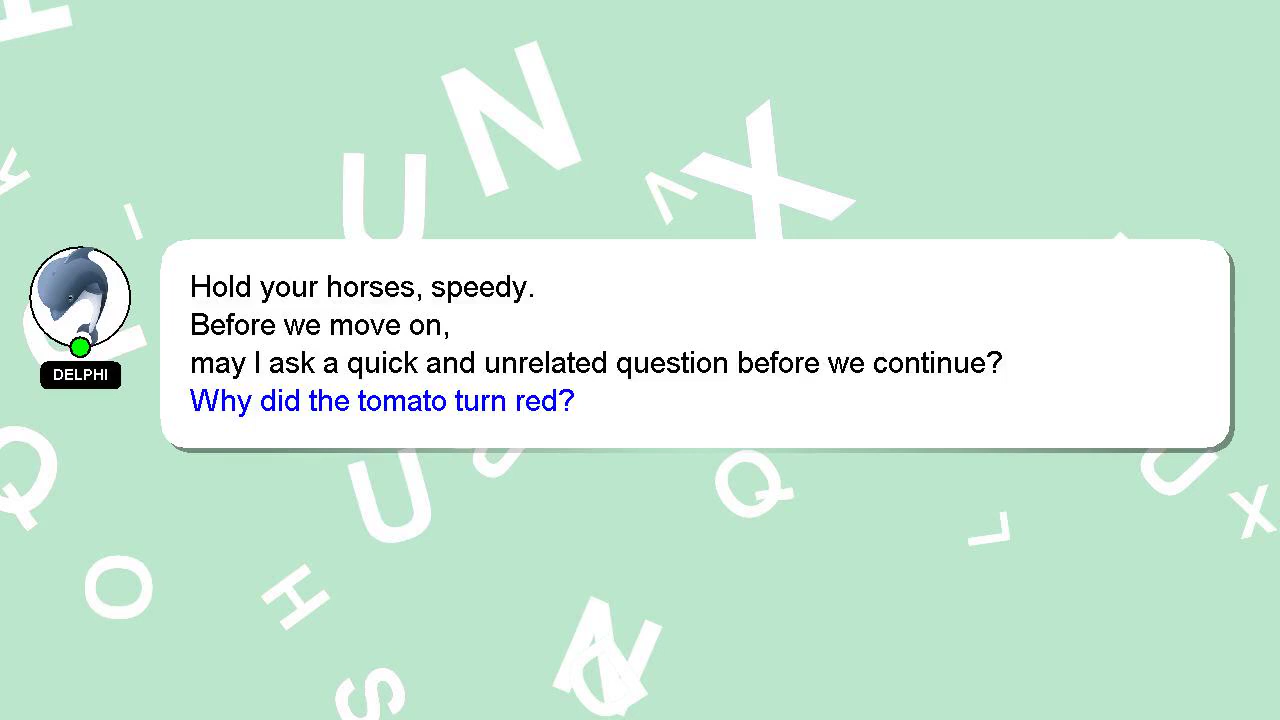 Hold your horses, speedy.
Before we move on,
may I ask a quick and unrelated question before we continue?
Why did the tomato turn red?
DELPHI